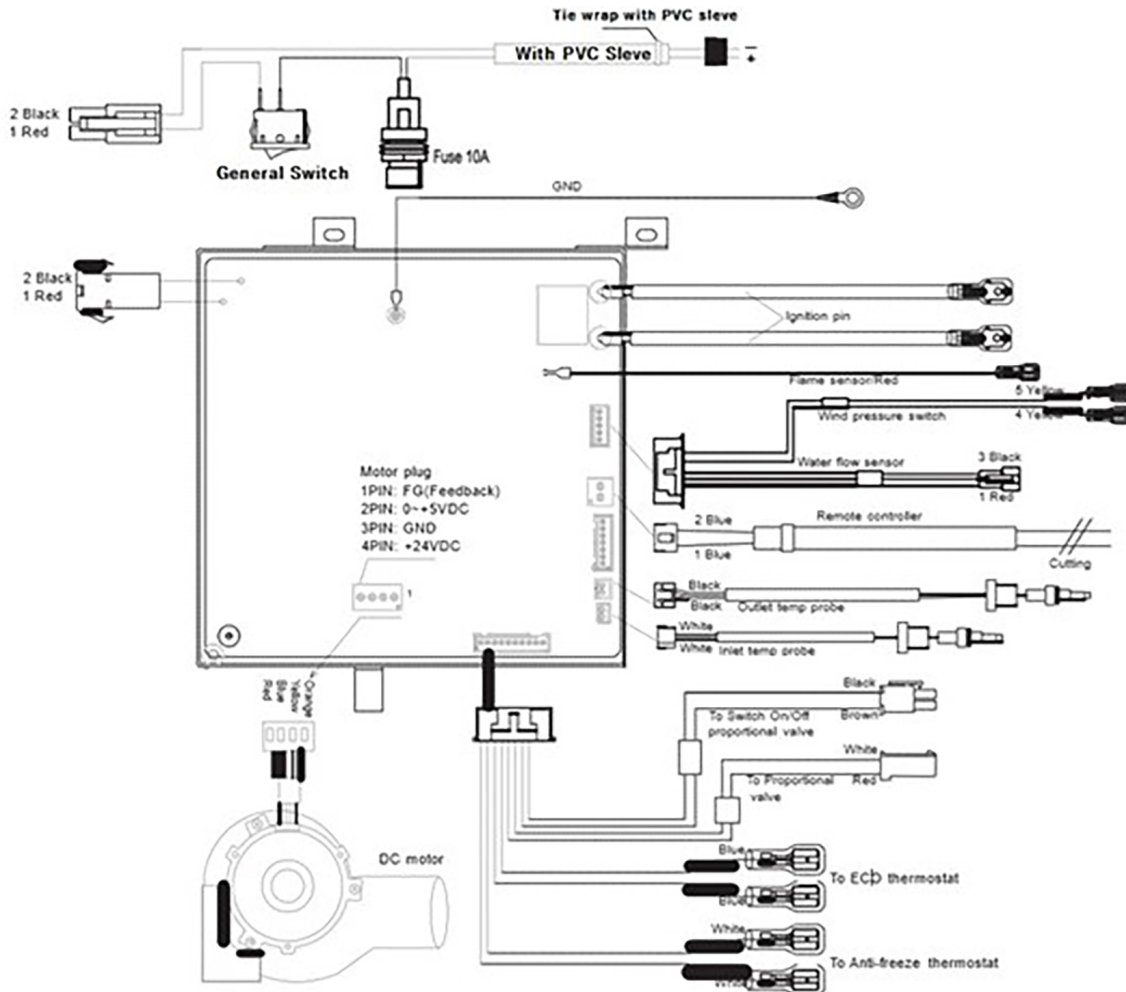 Tie wrap with PVC sleve
With PVC Sleve
−
+
2 Black
1 Red
General Switch
Fuse 10A
GND
2 Black
1 Red
Ignition pin
Flame sensor/Red
5 Yellow
Wind pressure switch
4 Yellow
Water flow sensor
3 Black
1 Red
Motor plug
1PIN: FG(Feedback)
2PIN: 0~+5VDC
3PIN: GND
4PIN: +24VDC
1
2 Blue
1 Blue
Remote controller
Cutting
Black
Black
Outlet temp probe
White
White
Inlet temp probe
Orange
Yellow
Blue
Red
Black
Brown
To Switch On/Off
proportional valve
White
Red
To Proportional
valve
DC motor
Blue
Blue
To ECO thermostat
White
White
To Anti-freeze thermostat